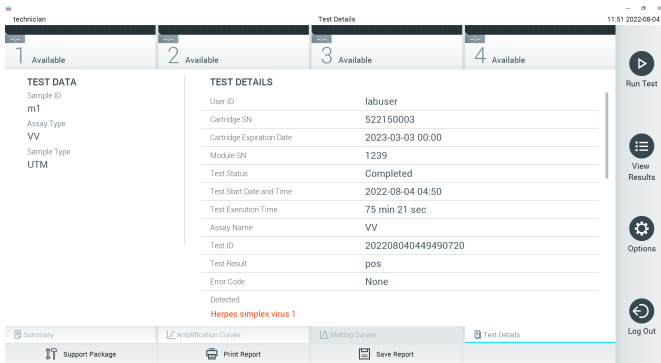 technician
Test Details
11:51 2022-08-04
--:--
1 Available
--:--
2 Available
--:--
3 Available
--:--
4 Available
TEST DATA
Sample ID
m1
Assay Type
VV
Sample Type
UTM
TEST DETAILS
User ID labuser
Cartridge SN 522150003
Cartridge Expiration Date 2023-03-03 00:00
Module SN 1239
Test Status Completed
Test Start Date and Time 2022-08-04 04:50
Test Execution Time 75 min 21 sec
Assay Name VV
Test ID 202208040449490720
Test Result pos
Error Code None
Detected
Herpes simplex virus 1
Run Test
View
Results
Options
Log Out
Summary
Amplification Curves
Melting Curves
Test Details
Support Package
Print Report
Save Report